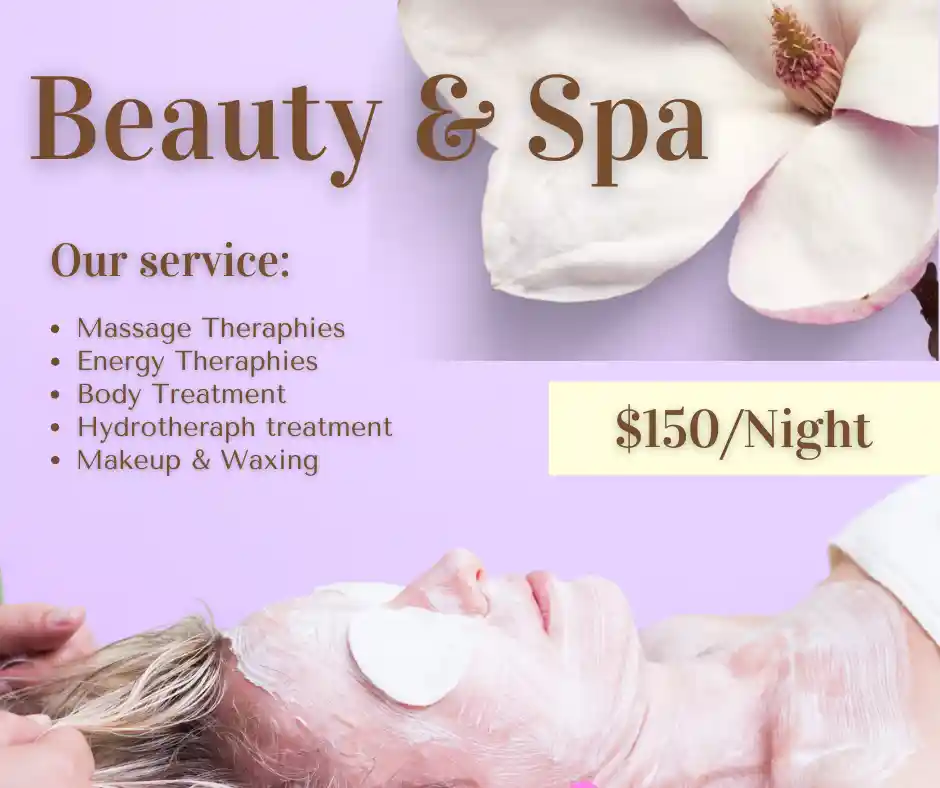 Beauty & Spa
Our service:
• Massage Theraphies
• Energy Theraphies
• Body Treatment
• Hydrotheraph treatment
• Makeup & Waxing
$150/Night